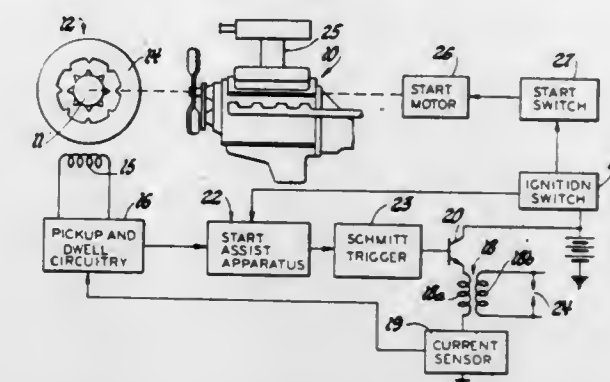 12
14
11
15
16
PICKUP AND
DWELL
CIRCUITRY
25
10
22
START
ASSIST
APPARATUS
23
SCHMITT
TRIGGER
26
START
MOTOR
27
START
SWITCH
IGNITION
SWITCH
20
18
18a
18b
24
19
CURRENT
SENSOR